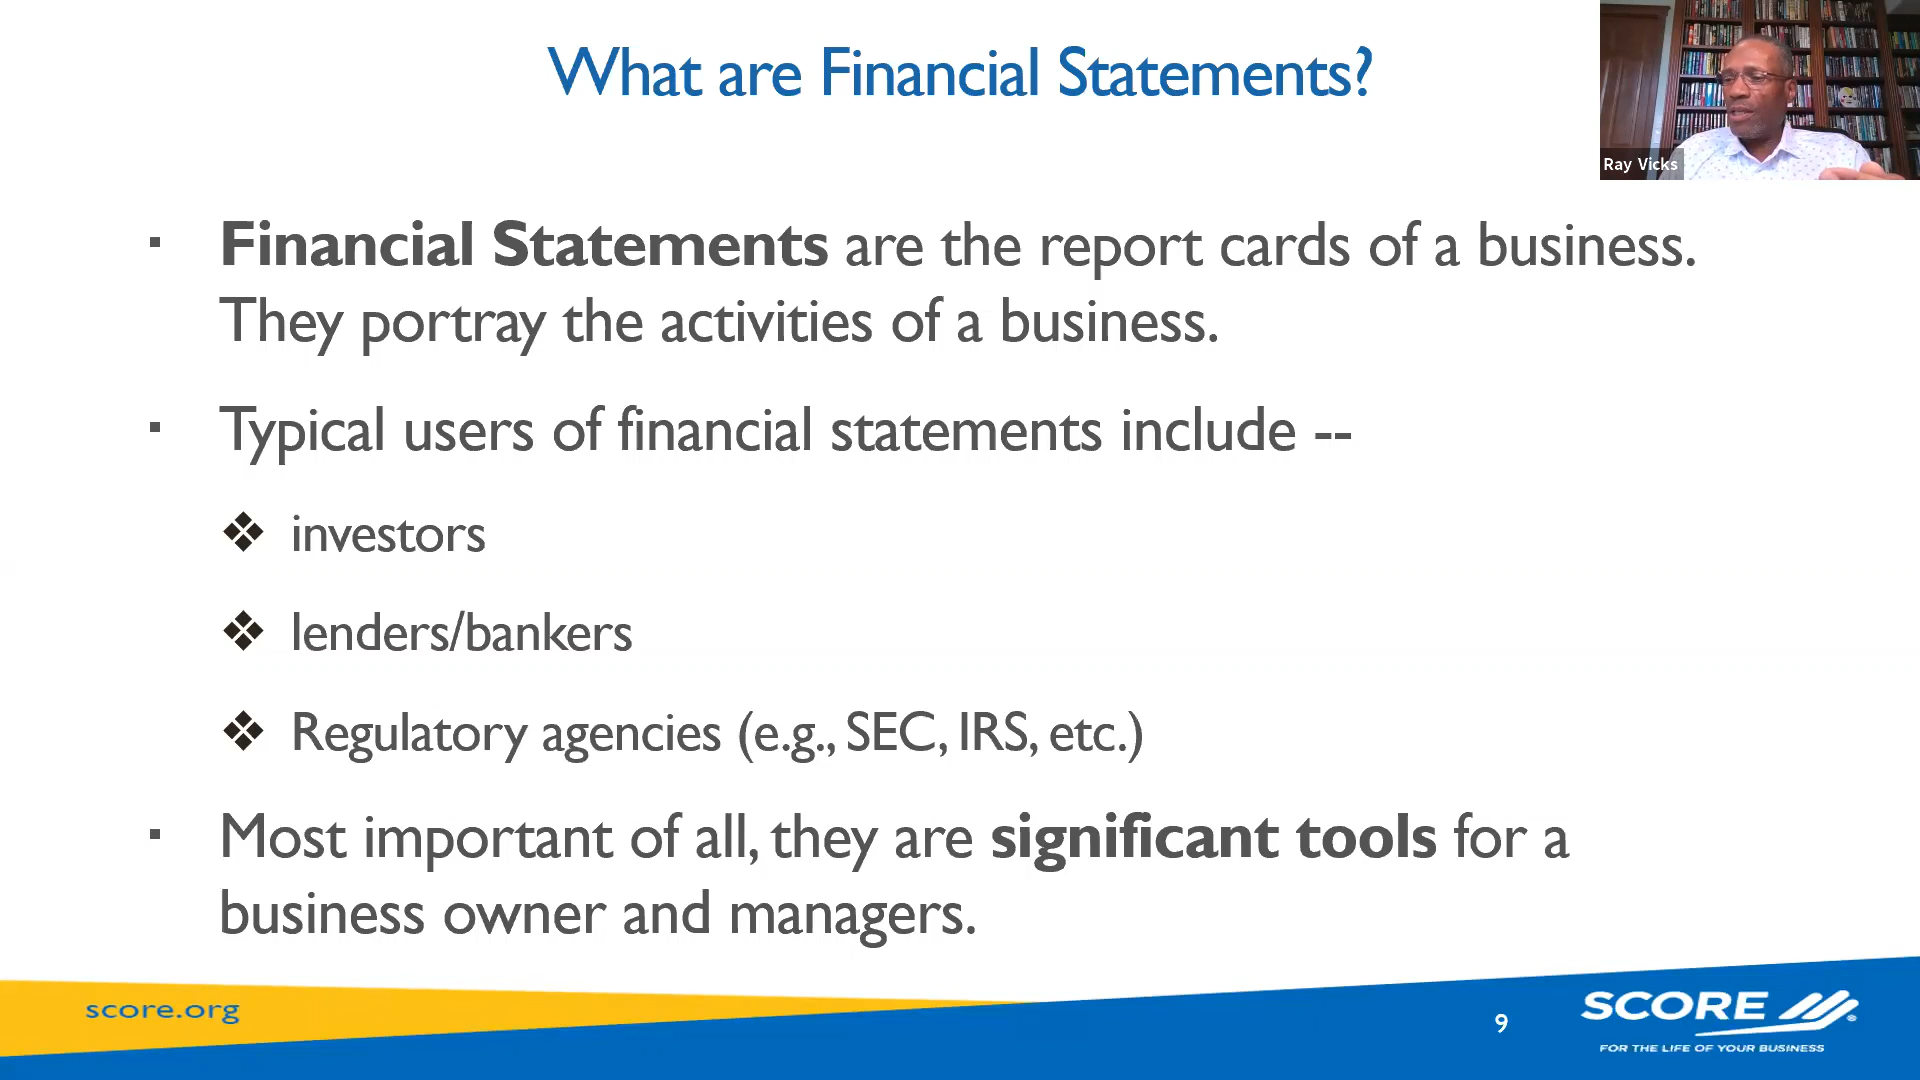 What are Financial Statements?
Ray Vicks
▪ Financial Statements are the report cards of a business.
They portray the activities of a business.
▪ Typical users of financial statements include --
❖ investors
❖ lenders/bankers
❖ Regulatory agencies (e.g., SEC, IRS, etc.)
▪ Most important of all, they are significant tools for a
business owner and managers.
score.org
9
SCORE
®
FOR THE LIFE OF YOUR BUSINESS